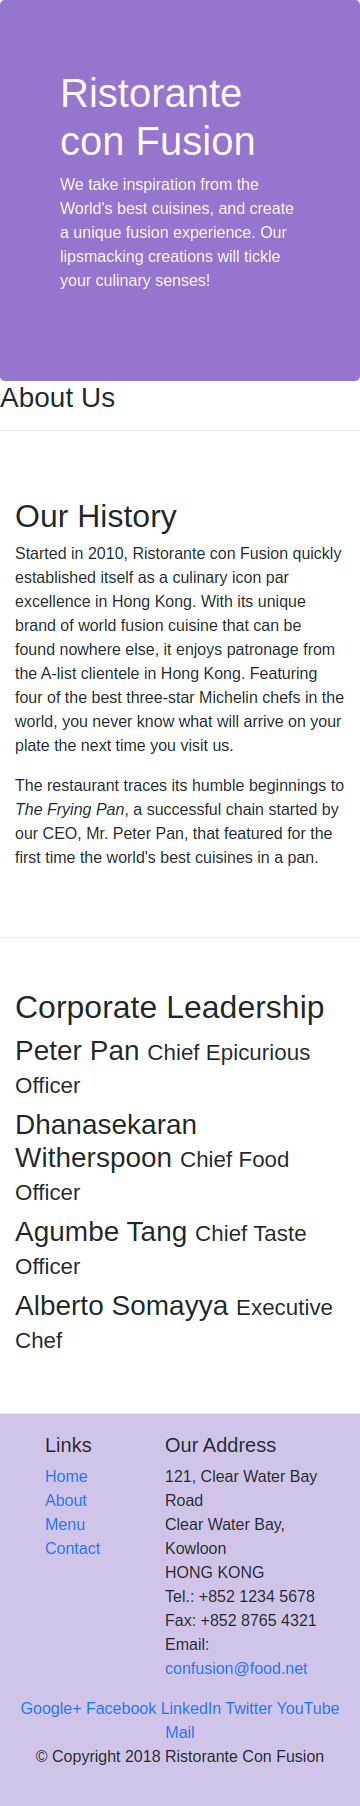 Ristorante
con Fusion
We take inspiration from the
World's best cuisines, and create
a unique fusion experience. Our
lipsmacking creations will tickle
your culinary senses!
About Us
Our History
Started in 2010, Ristorante con Fusion quickly
established itself as a culinary icon par
excellence in Hong Kong. With its unique
brand of world fusion cuisine that can be
found nowhere else, it enjoys patronage from
the A-list clientele in Hong Kong. Featuring
four of the best three-star Michelin chefs in the
world, you never know what will arrive on your
plate the next time you visit us.
The restaurant traces its humble beginnings to
The Frying Pan, a successful chain started by
our CEO, Mr. Peter Pan, that featured for the
first time the world's best cuisines in a pan.
Corporate Leadership
Peter Pan Chief Epicurious
Officer
Dhanasekaran
Witherspoon Chief Food
Officer
Agumbe Tang Chief Taste
Officer
Alberto Somayya Executive
Chef
Links
Home
About
Menu
Contact
Our Address
121, Clear Water Bay
Road
Clear Water Bay,
Kowloon
HONG KONG
Tel.: +852 1234 5678
Fax: +852 8765 4321
Email:
confusion@food.net
Google+ Facebook LinkedIn Twitter YouTube
Mail
© Copyright 2018 Ristorante Con Fusion